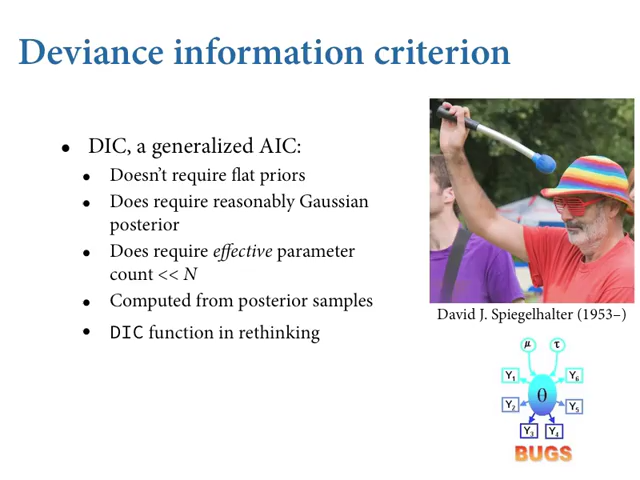 Deviance information criterion
• DIC, a generalized AIC:
• Doesn't require flat priors
• Does require reasonably Gaussian
posterior
• Does require effective parameter
count << N
• Computed from posterior samples
• DIC function in rethinking
David J. Spiegelhalter (1953–)
μ τ
Y1 Y6
θ
Y2 Y5
Y3 Y4
BUGS